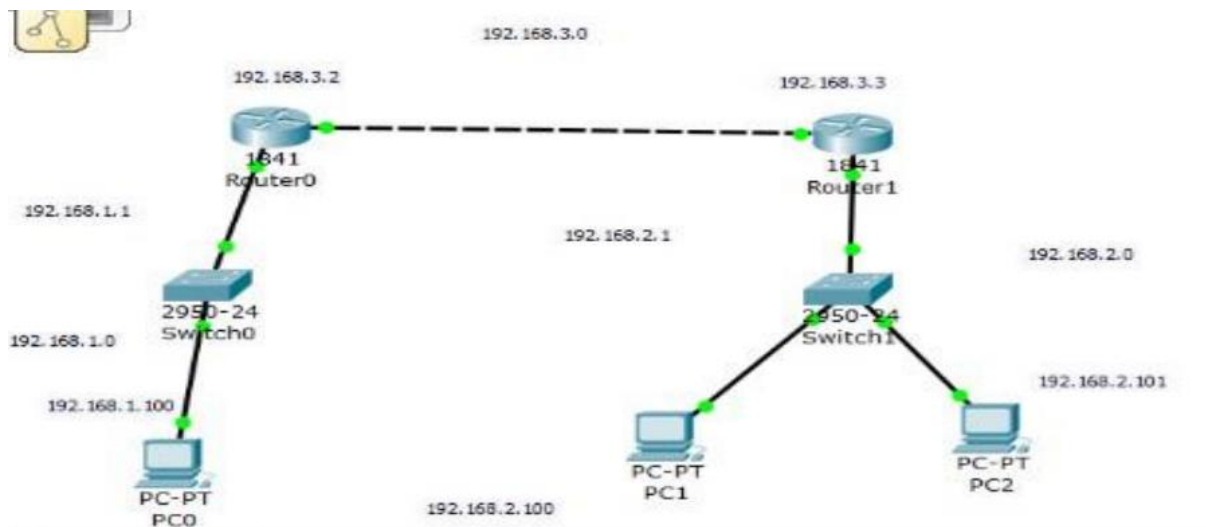 192.168.3.0
192.168.3.2
192.168.3.3
1841
Router0
1841
Router1
192.168.1.1
192.168.2.1
192.168.2.0
2950-24
Switch0
2950-24
Switch1
192.168.1.0
192.168.2.101
192.168.1.100
PC-PT
PC0
PC-PT
PC1
PC-PT
PC2
192.168.2.100